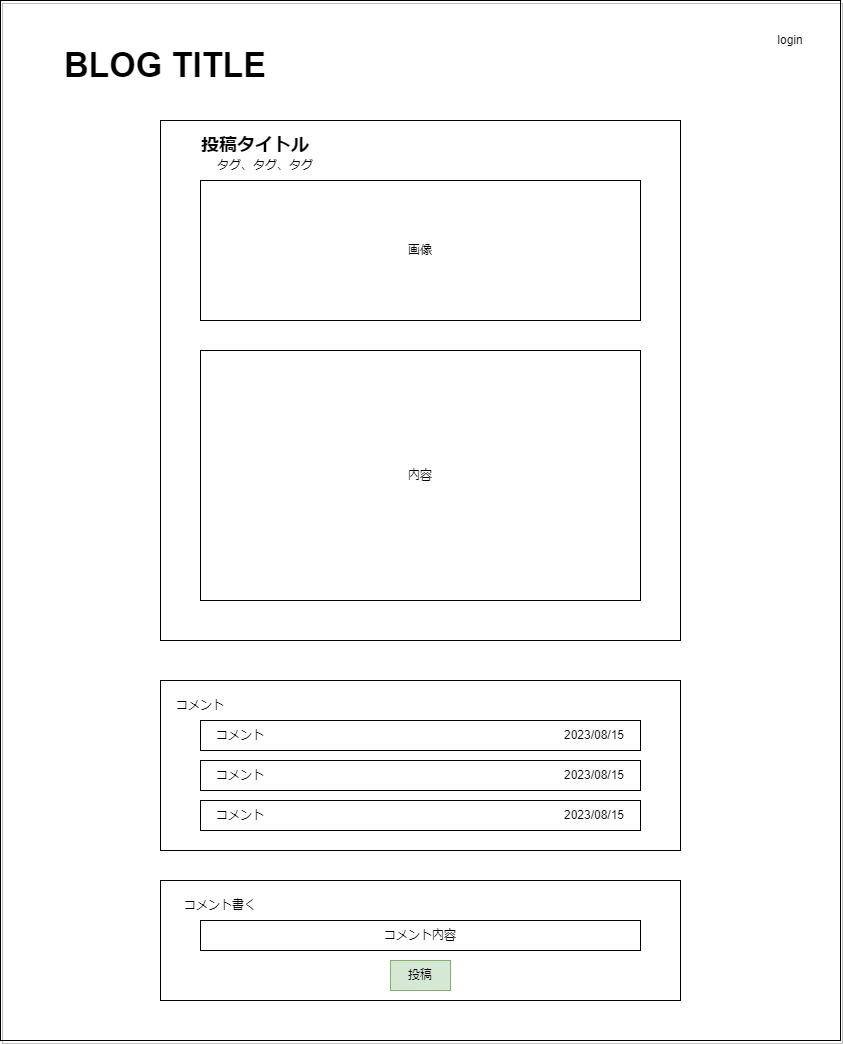 login
BLOG TITLE
投稿タイトル
タグ、タグ、タグ
画像
内容
コメント
コメント 2023/08/15
コメント 2023/08/15
コメント 2023/08/15
コメント書く
コメント内容
投稿